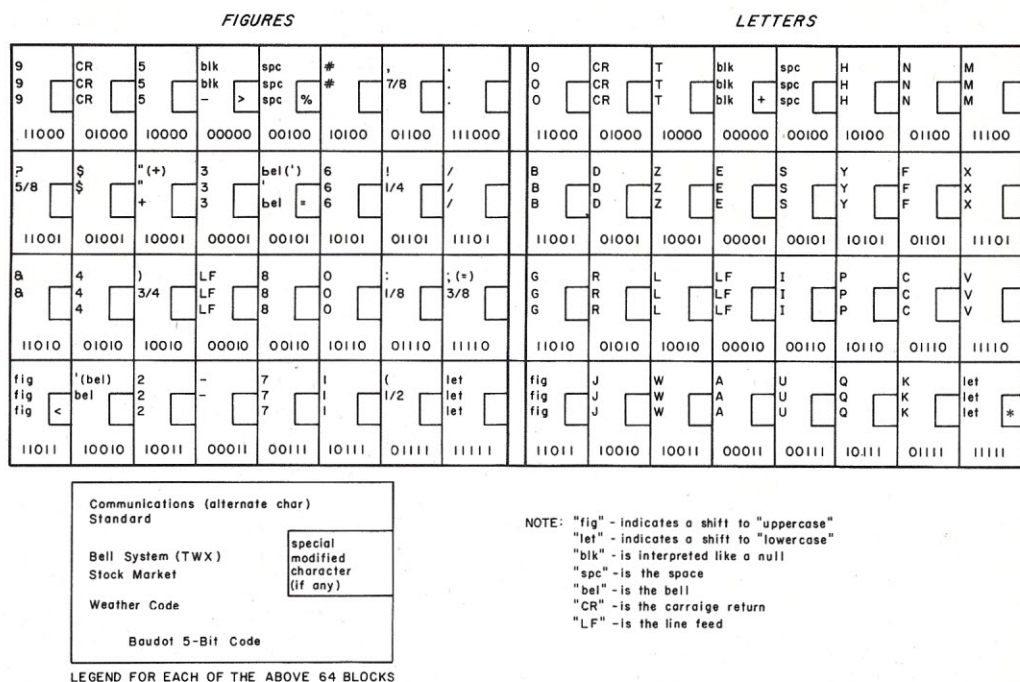 FIGURES LETTERS
9 CR 5 blk spc # , . O CR T blk spc H N M
9 CR 5 blk spc # 7/8 . O CR T blk spc H N M
9 CR 5 - > spc % . O CR T blk + spc H N M
11000 01000 10000 00000 00100 10100 01100 111000 11000 01000 10000 00000 00100 10100 01100 11100
? $ "(+) 3 bel(') 6 ! / B D Z E S Y F X
5/8 $ " 3 ' 6 1/4 / B D Z E S Y F X
+ 3 bel = 6 / B D Z E S Y F X
11001 01001 10001 00001 00101 10101 01101 11101 11001 01001 10001 00001 00101 10101 01101 11101
& 4 ) LF 8 0 : ;(=) G R L LF I P C V
& 4 3/4 LF 8 0 1/8 3/8 G R L LF I P C V
4 LF 8 0 G R L LF I P C V
11010 01010 10010 00010 00110 10110 01110 11110 11010 01010 10010 00010 00110 10110 01110 11110
fig '(bel) 2 - 7 1 ( let fig J W A U Q K let
fig bel 2 - 7 1 1/2 let fig J W A U Q K let
fig < 2 7 1 let fig J W A U Q K let *
11011 10010 10011 00011 00111 10111 01111 11111 11011 10010 10011 00011 00111 10111 01111 11111
Communications (alternate char)
Standard
Bell System (TWX)
Stock Market
Weather Code
Baudot 5-Bit Code
special
modified
character
(if any)
LEGEND FOR EACH OF THE ABOVE 64 BLOCKS
NOTE: "fig" - indicates a shift to "uppercase"
"let" - indicates a shift to "lowercase"
"blk" - is interpreted like a null
"spc" - is the space
"bel" - is the bell
"CR" - is the carraige return
"LF" - is the line feed